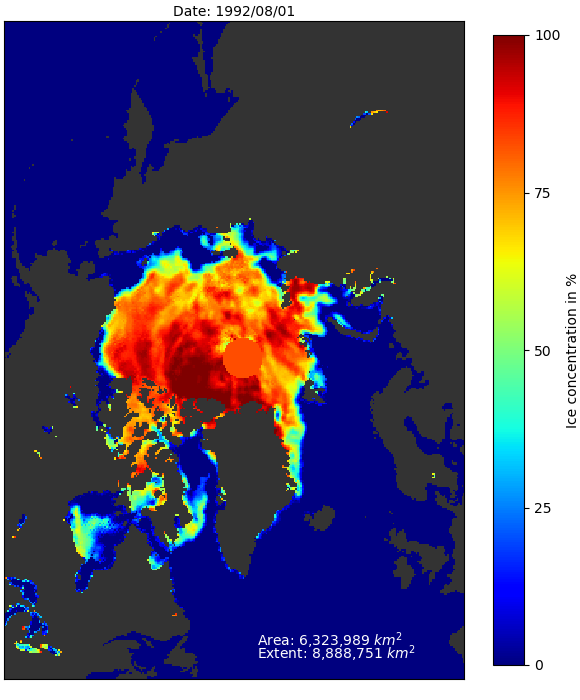 Date: 1992/08/01
100
75
50
25
0
Ice concentration in %
Area: 6,323,989 km²
Extent: 8,888,751 km²